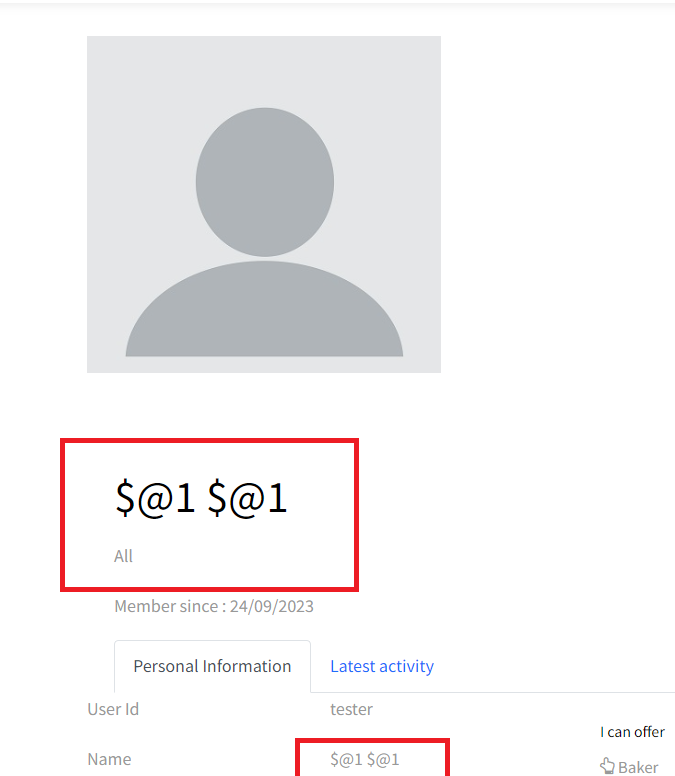 $@1 $@1
All
Member since : 24/09/2023
Personal Information Latest activity
User Id tester
I can offer
Name $@1 $@1
Baker